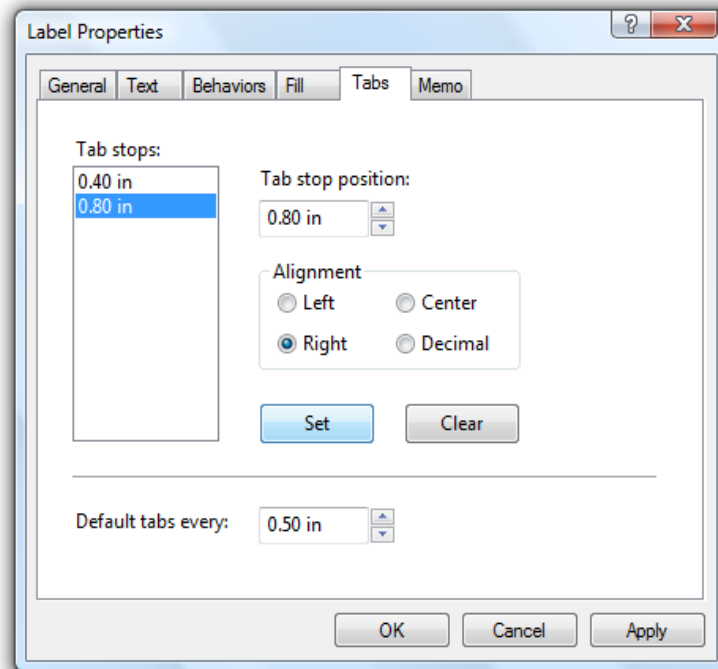 Label Properties
?
X
General Text Behaviors Fill Tabs Memo
Tab stops:
0.40 in
0.80 in
Tab stop position:
0.80 in
Alignment
Left Center
Right Decimal
Set Clear
Default tabs every: 0.50 in
OK Cancel Apply